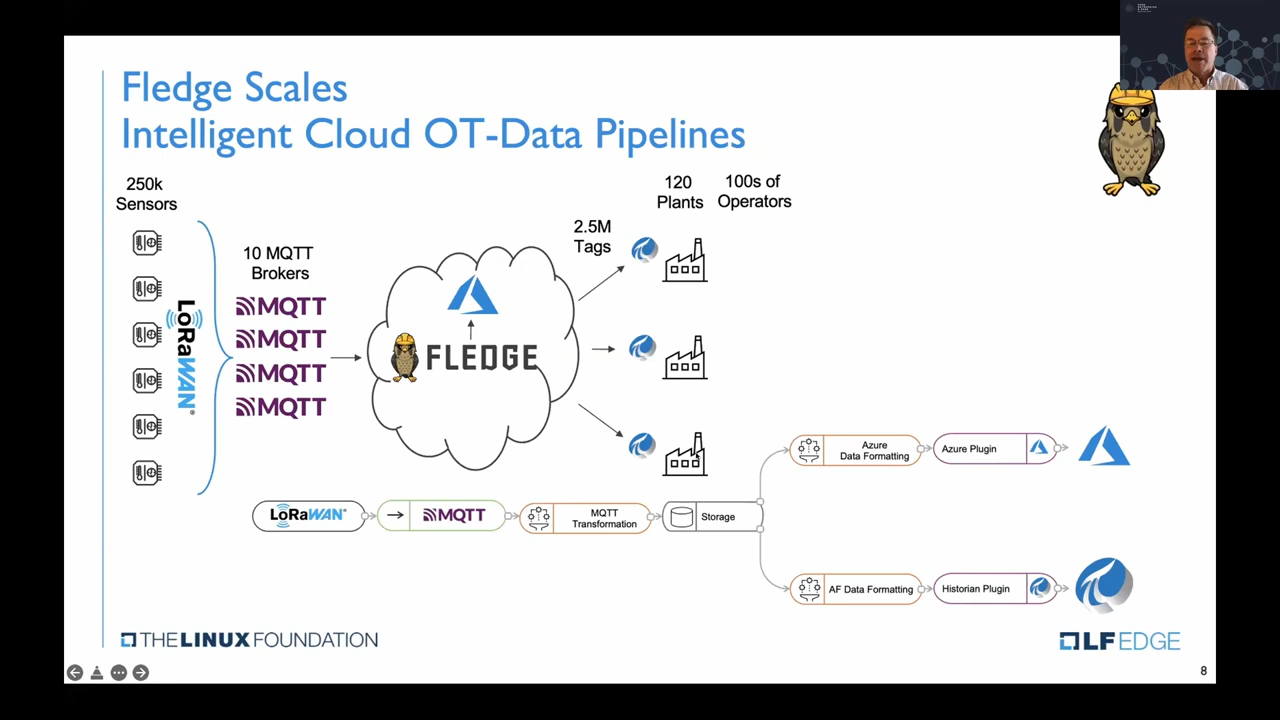 Fledge Scales
Intelligent Cloud OT-Data Pipelines
250k
Sensors
LoRaWAN®
10 MQTT
Brokers
MQTT
MQTT
MQTT
MQTT
FLEDGE
2.5M
Tags
120
Plants
100s of
Operators
LoRaWAN®
MQTT
MQTT
Transformation
Storage
Azure
Data Formatting
Azure Plugin
AF Data Formatting
Historian Plugin
THE LINUX FOUNDATION
LF EDGE
8